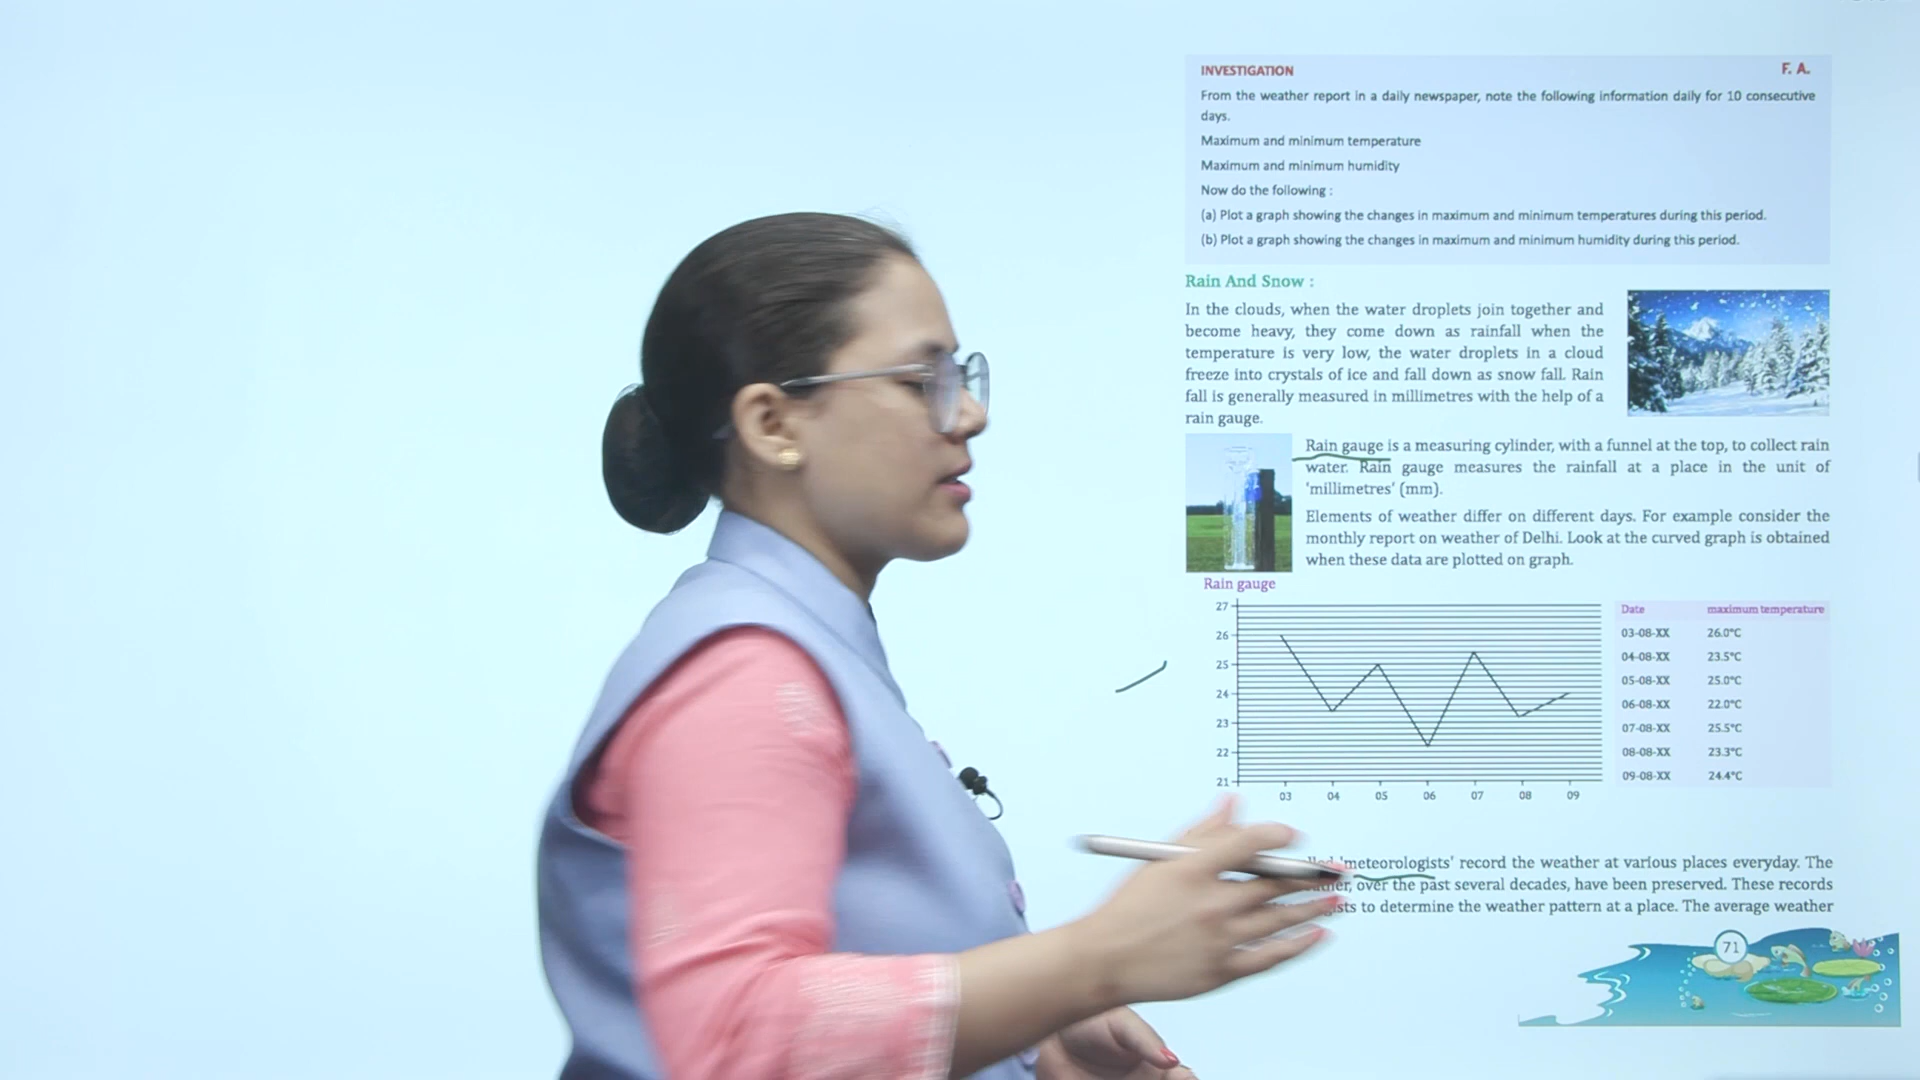 INVESTIGATION F. A.
From the weather report in a daily newspaper, note the following information daily for 10 consecutive
days.
Maximum and minimum temperature
Maximum and minimum humidity
Now do the following :
(a) Plot a graph showing the changes in maximum and minimum temperatures during this period.
(b) Plot a graph showing the changes in maximum and minimum humidity during this period.
Rain And Snow :
In the clouds, when the water droplets join together and
become heavy, they come down as rainfall when the
temperature is very low, the water droplets in a cloud
freeze into crystals of ice and fall down as snow fall. Rain
fall is generally measured in millimetres with the help of a
rain gauge.
Rain gauge is a measuring cylinder, with a funnel at the top, to collect rain
water. Rain gauge measures the rainfall at a place in the unit of
'millimetres' (mm).
Elements of weather differ on different days. For example consider the
monthly report on weather of Delhi. Look at the curved graph is obtained
when these data are plotted on graph.
Rain gauge
27
26
25
24
23
22
21
03 04 05 06 07 08 09
Date maximum temperature
03-08-XX 26.0°C
04-08-XX 23.5°C
05-08-XX 25.0°C
06-08-XX 22.0°C
07-08-XX 25.5°C
08-08-XX 23.3°C
09-08-XX 24.4°C
'meteorologists' record the weather at various places everyday. The
over the past several decades, have been preserved. These records
to determine the weather pattern at a place. The average weather
71